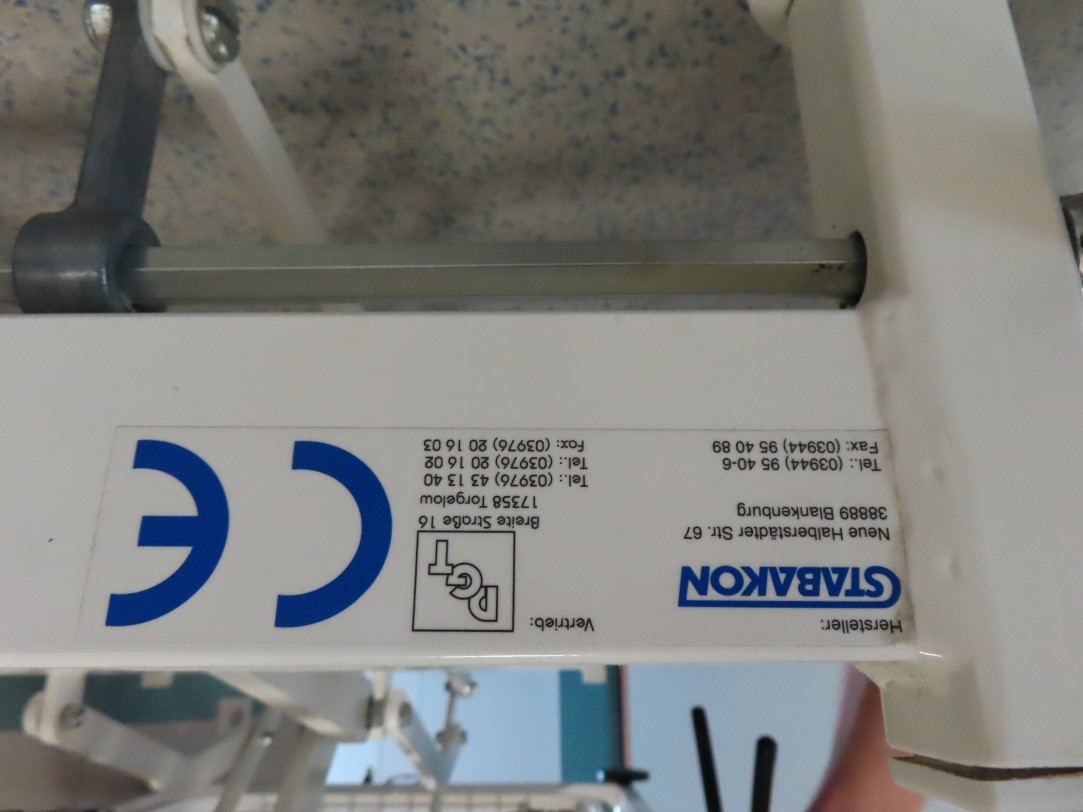 Hersteller:
STABAKON
Neue Halberstädter Str. 67
38889 Blankenburg
Tel.: (03944) 95 40-6
Fax: (03944) 95 40 89
Vertrieb:
DGT
Breite Straße 16
17358 Torgelow
Tel.: (03976) 43 13 40
Tel.: (03976) 20 16 02
Fax: (03976) 20 16 03
CE